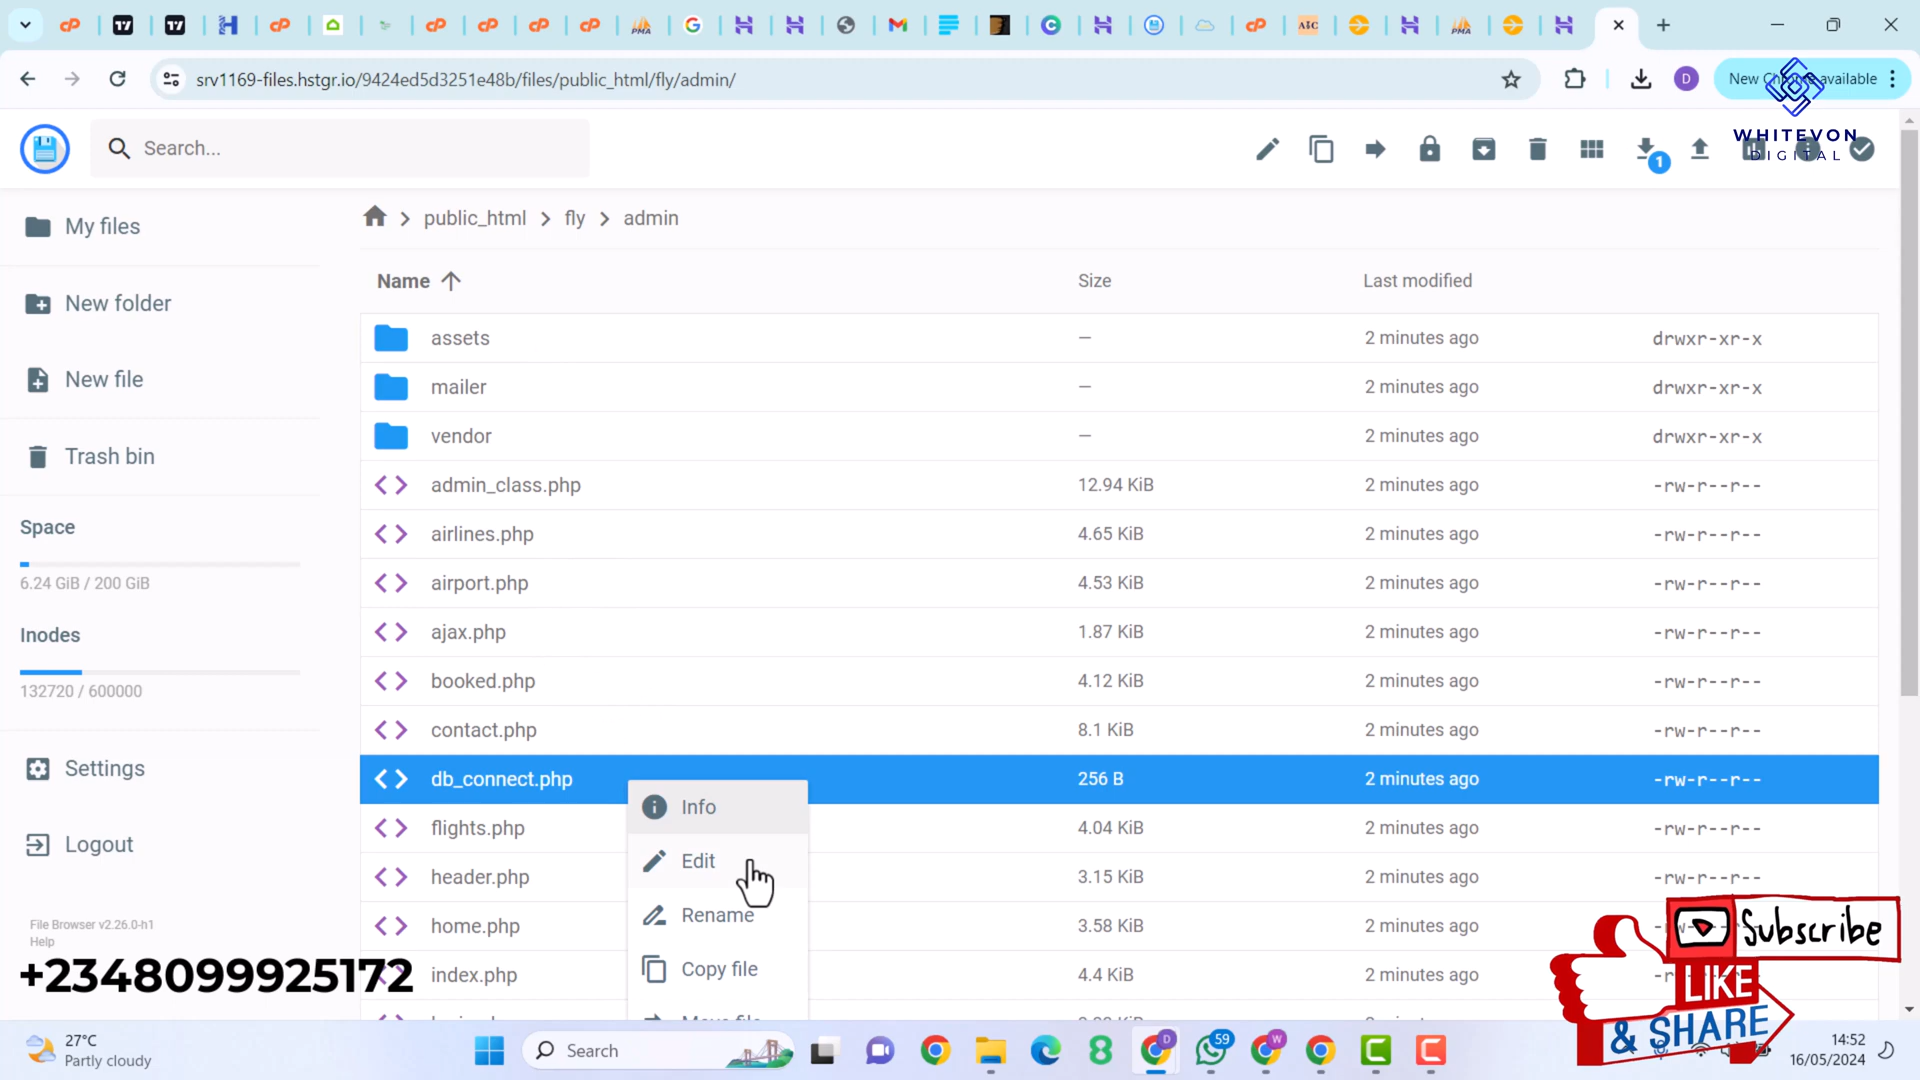 srv1169-files.hstgr.io/9424ed5d3251e48b/files/public_html/fly/admin/
D
New Chrome available
WHITEVON
DIGITAL
Search...
1
My files
New folder
New file
Trash bin
Space
6.24 GiB / 200 GiB
Inodes
132720 / 600000
Settings
Logout
File Browser v2.26.0-h1
Help
+2348099925172
public_html
fly
admin
Name Size Last modified
assets — 2 minutes ago drwxr-xr-x
mailer — 2 minutes ago drwxr-xr-x
vendor — 2 minutes ago drwxr-xr-x
admin_class.php 12.94 KiB 2 minutes ago -rw-r--r--
airlines.php 4.65 KiB 2 minutes ago -rw-r--r--
airport.php 4.53 KiB 2 minutes ago -rw-r--r--
ajax.php 1.87 KiB 2 minutes ago -rw-r--r--
booked.php 4.12 KiB 2 minutes ago -rw-r--r--
contact.php 8.1 KiB 2 minutes ago -rw-r--r--
db_connect.php 256 B 2 minutes ago -rw-r--r--
flights.php 4.04 KiB 2 minutes ago -rw-r--r--
header.php 3.15 KiB 2 minutes ago -rw-r--r--
home.php 3.58 KiB 2 minutes ago
index.php 4.4 KiB 2 minutes ago
Info
Edit
Rename
Copy file
Move file
Subscribe
LIKE
& SHARE
27°C
Partly cloudy
Search
59
14:52
16/05/2024